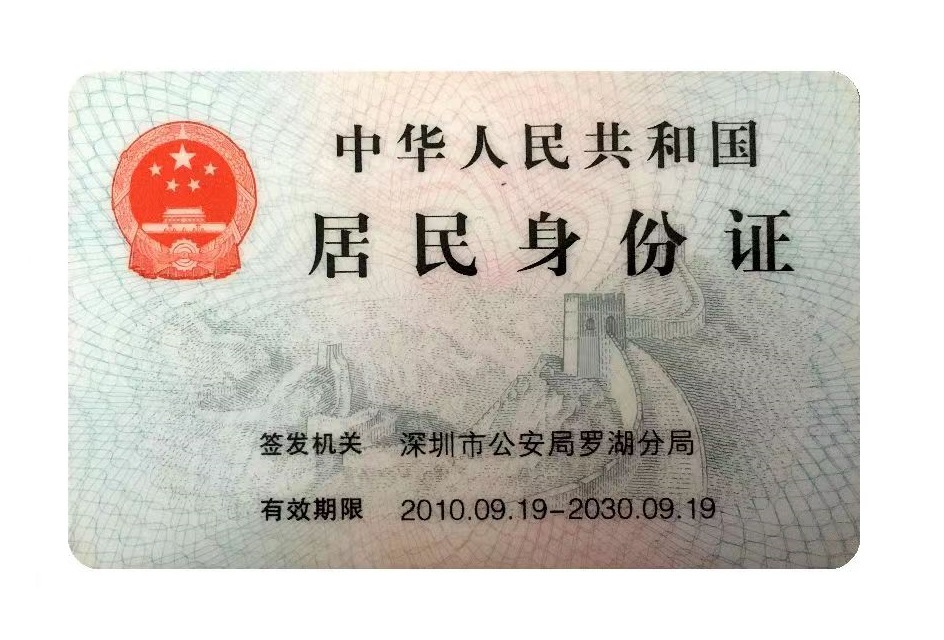 中华人民共和国
居民身份证
签发机关 深圳市公安局罗湖分局
有效期限 2010.09.19-2030.09.19